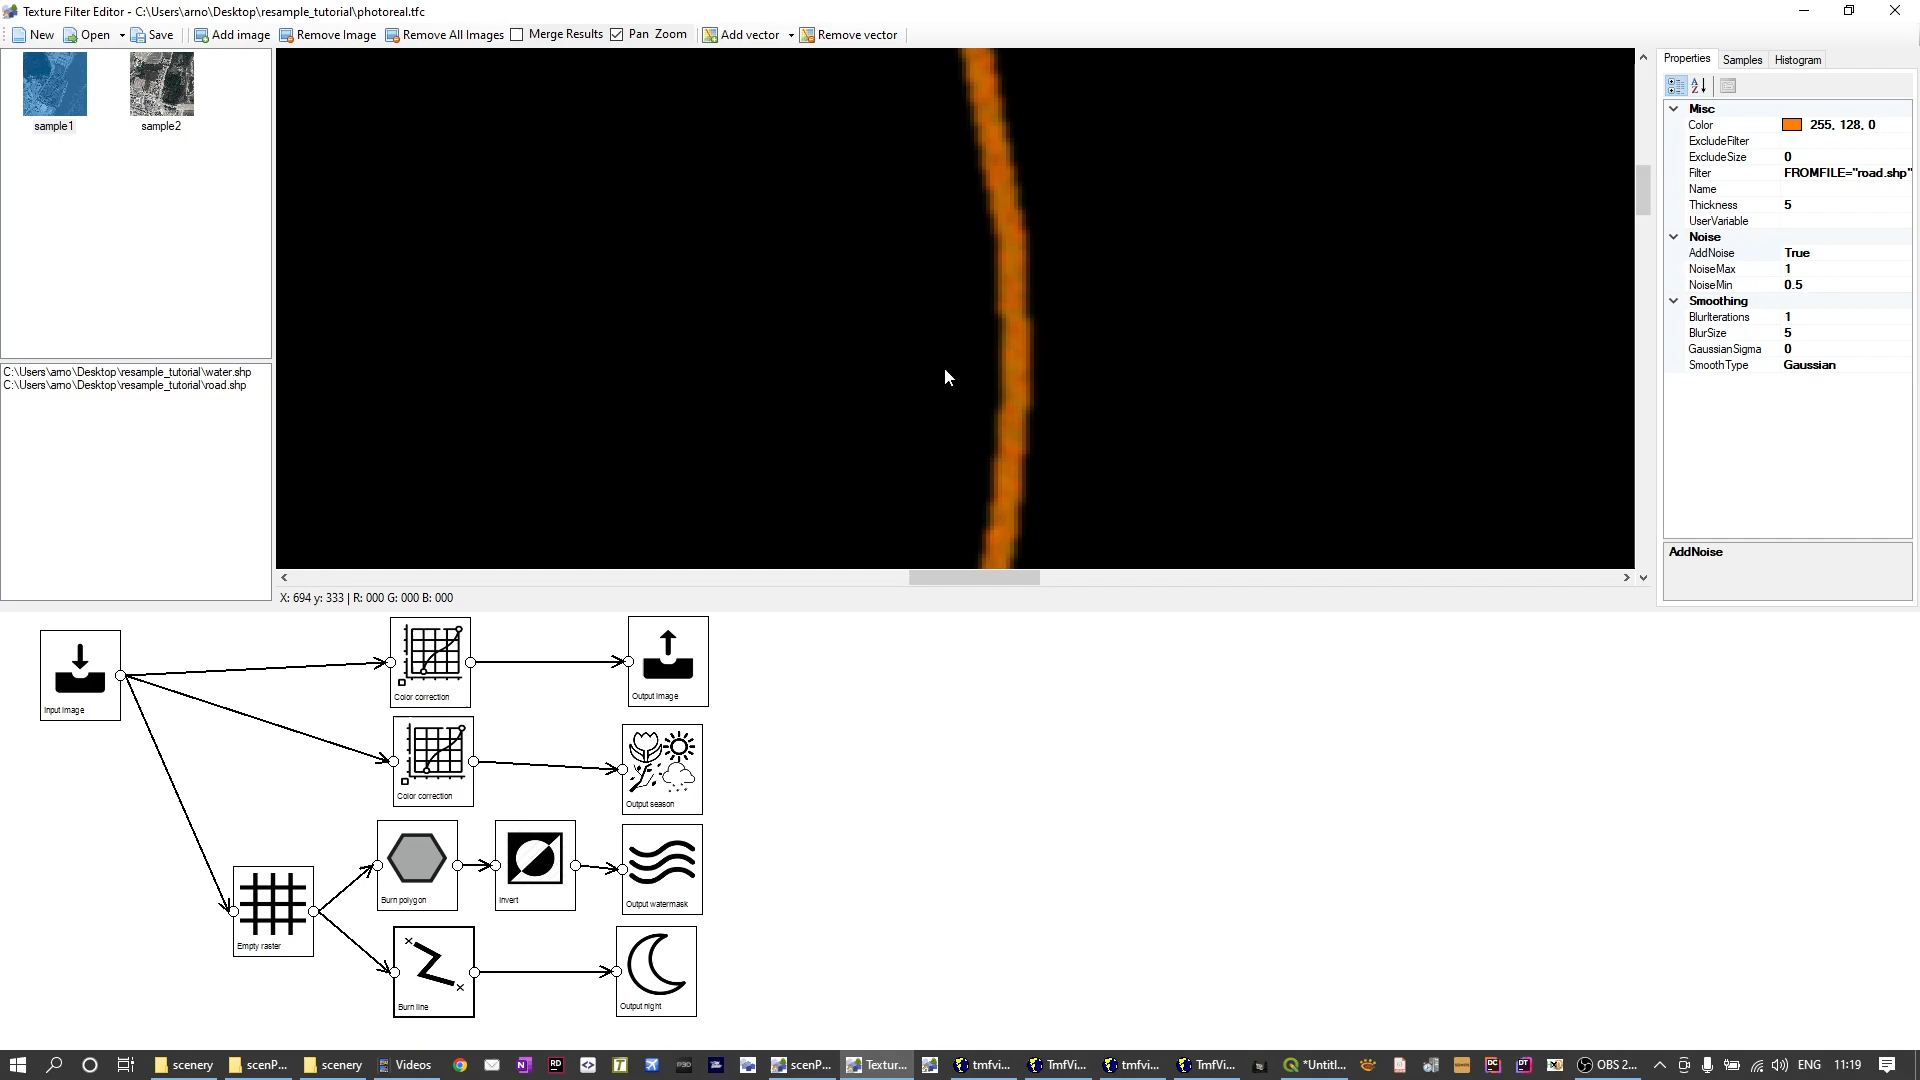 Texture Filter Editor - C:\Users\arno\Desktop\resample_tutorial\photoreal.tfc
New Open Save Add image Remove Image Remove All Images Merge Results Pan Zoom Add vector Remove vector
sample1 sample2
C:\Users\arno\Desktop\resample_tutorial\water.shp
C:\Users\arno\Desktop\resample_tutorial\road.shp
X: 694 y: 333 | R: 000 G: 000 B: 000
Properties Samples Histogram
Misc
Color 255, 128, 0
ExcludeFilter
ExcludeSize 0
Filter FROMFILE="road.shp"
Name
Thickness 5
UserVariable
Noise
AddNoise True
NoiseMax 1
NoiseMin 0.5
Smoothing
BlurIterations 1
BlurSize 5
GaussianSigma 0
SmoothType Gaussian
AddNoise
Input image
Color correction
Output image
Color correction
Output season
Burn polygon
Invert
Output watermask
Empty raster
Burn line
Output night
scenery scenP... scenery Videos scenP... Textur... tmfvi... TmfVi... tmfvi... TmfVi... *Untitl... OBS 2... ENG 11:19